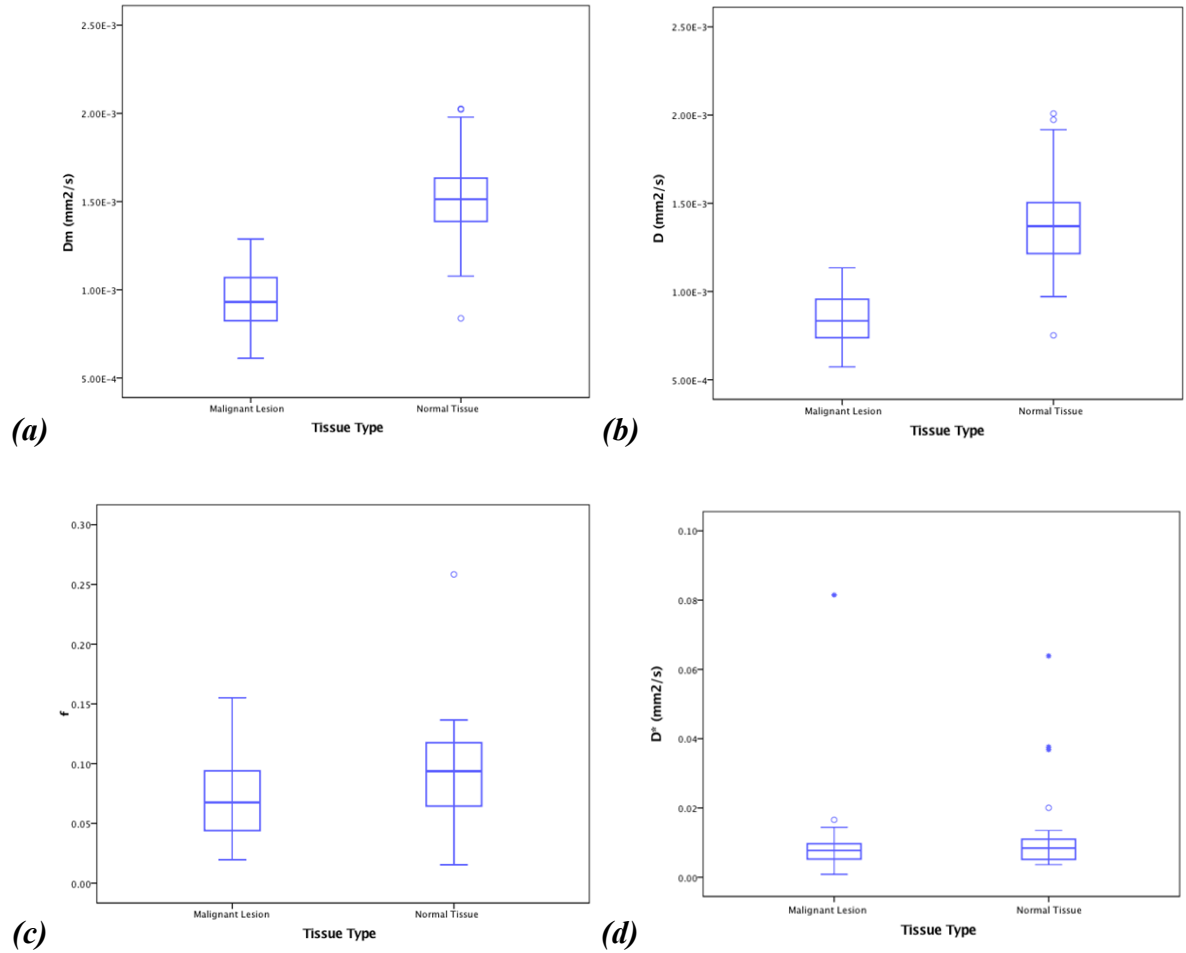 2.50E-3
2.00E-3
1.50E-3
1.00E-3
5.00E-4
Dm (mm2/s)
Malignant Lesion
Normal Tissue
Tissue Type
(a)
2.50E-3
2.00E-3
1.50E-3
1.00E-3
5.00E-4
D (mm2/s)
Malignant Lesion
Normal Tissue
Tissue Type
(b)
0.30
0.25
0.20
0.15
0.10
0.05
0.00
f
Malignant Lesion
Normal Tissue
Tissue Type
(c)
0.10
0.08
0.06
0.04
0.02
0.00
D* (mm2/s)
Malignant Lesion
Normal Tissue
Tissue Type
(d)